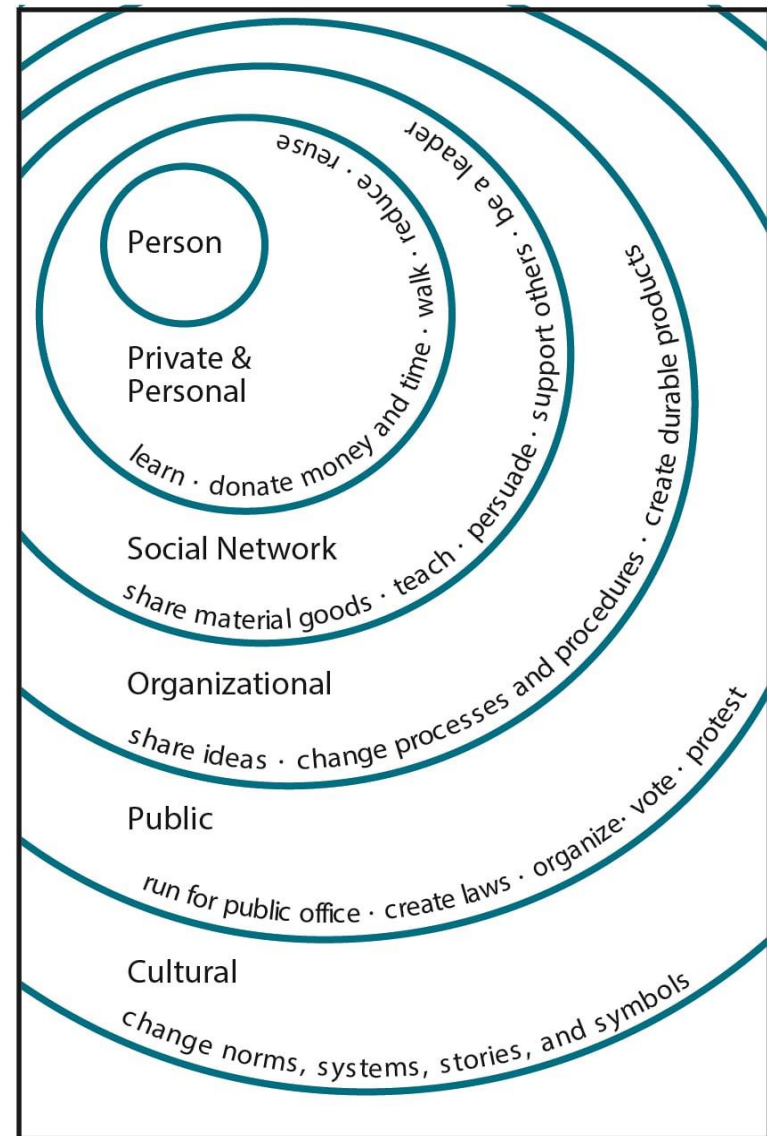 Person
Private &
Personal
learn · donate money and time · walk · reduce · reuse
Social Network
share material goods · teach · persuade · support others · be a leader
Organizational
share ideas · change processes and procedures · create durable products
Public
run for public office · create laws · organize· vote · protest
Cultural
change norms, systems, stories, and symbols